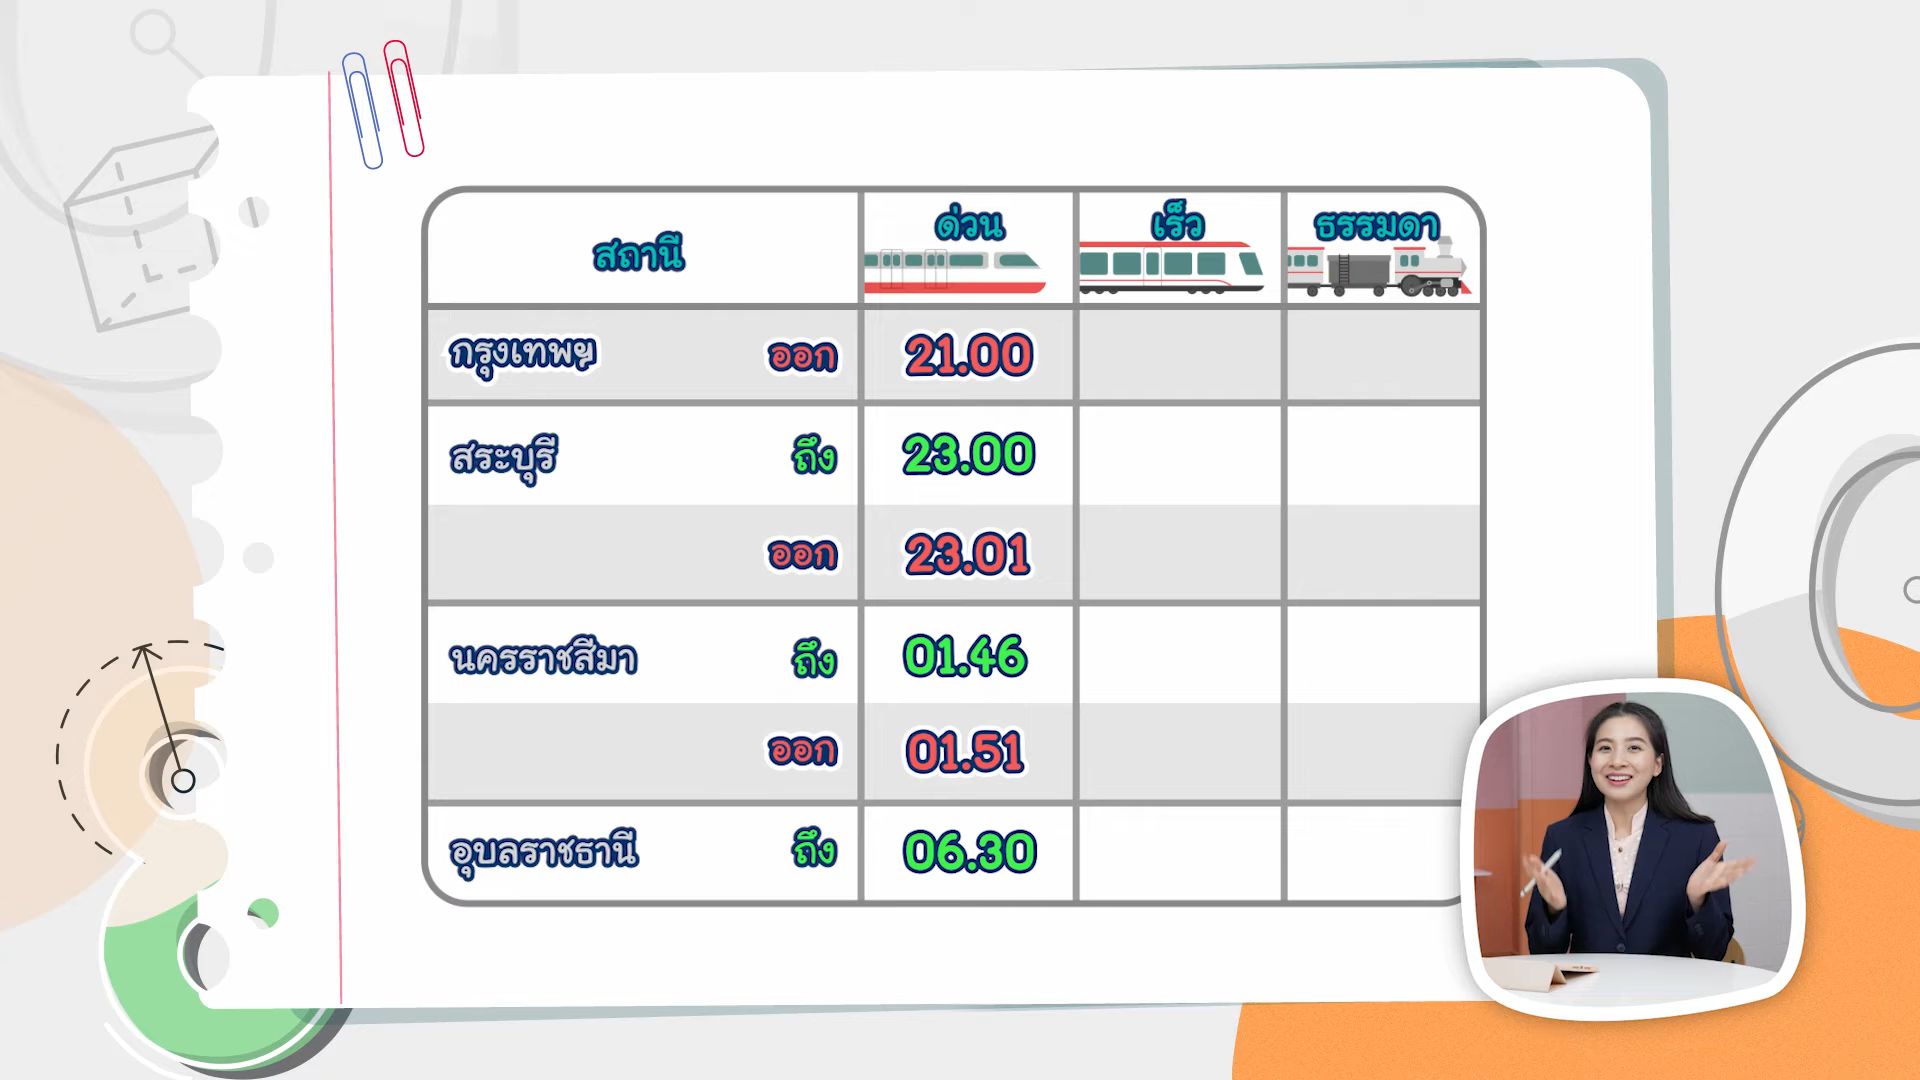 สถานี ด่วน เร็ว ธรรมดา
กรุงเทพฯ ออก 21.00
สระบุรี ถึง 23.00
ออก 23.01
นครราชสีมา ถึง 01.46
ออก 01.51
อุบลราชธานี ถึง 06.30